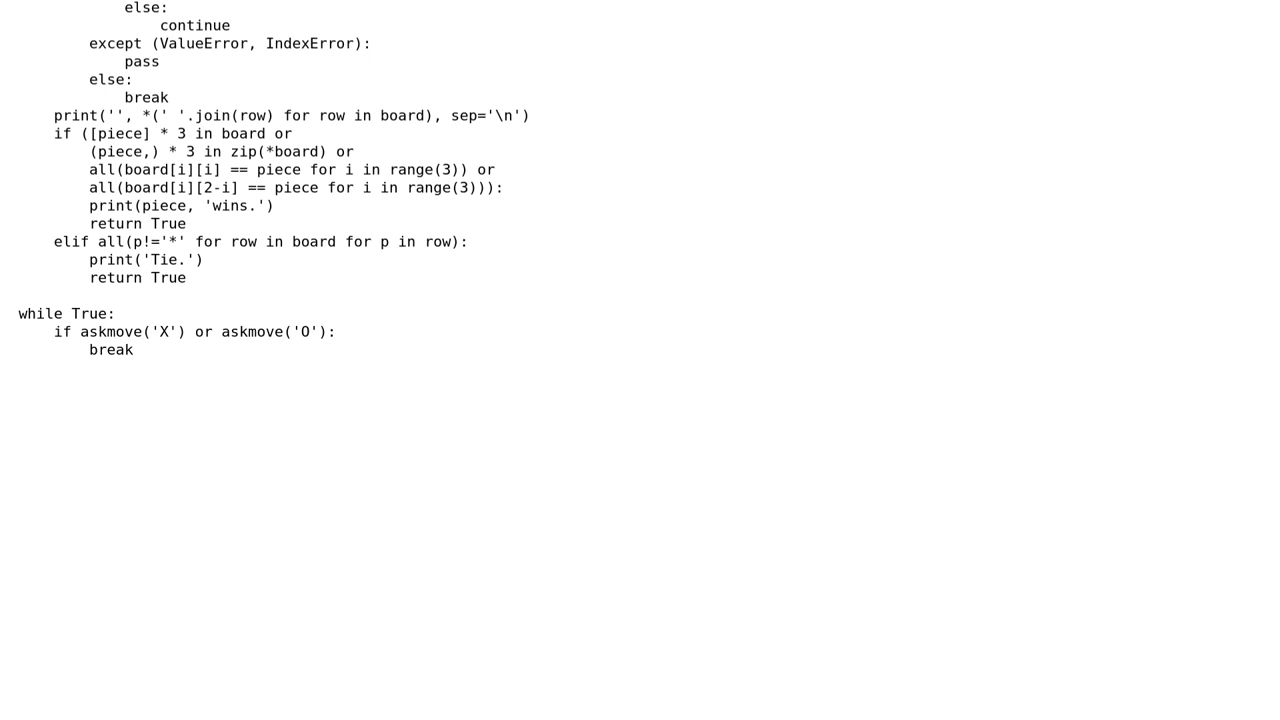 else:
                continue
        except (ValueError, IndexError):
            pass
        else:
            break
    print('', *(' '.join(row) for row in board), sep='\n')
    if ([piece] * 3 in board or
        (piece,) * 3 in zip(*board) or
        all(board[i][i] == piece for i in range(3)) or
        all(board[i][2-i] == piece for i in range(3))):
        print(piece, 'wins.')
        return True
    elif all(p!='*' for row in board for p in row):
        print('Tie.')
        return True

while True:
    if askmove('X') or askmove('O'):
        break